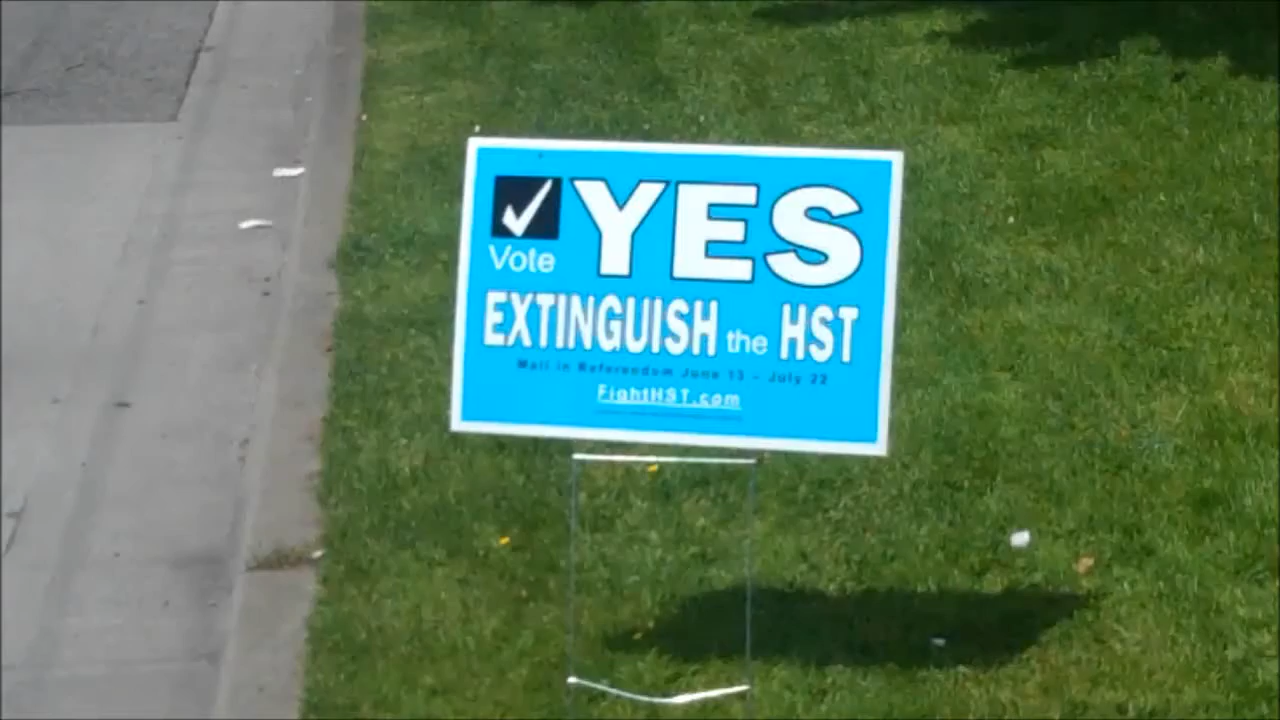 YES
Vote
EXTINGUISH the HST
Mail in Referendum June 13 - July 22
FightHST.com